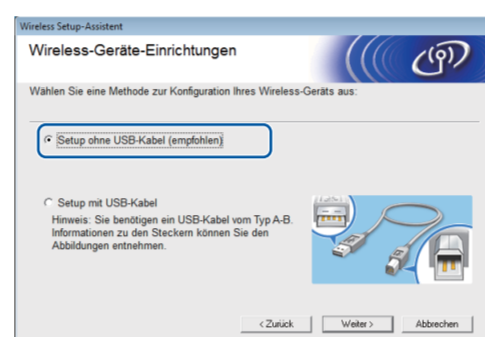 Wireless Setup-Assistent
Wireless-Geräte-Einrichtungen
Wählen Sie eine Methode zur Konfiguration Ihres Wireless-Geräts aus:
Setup ohne USB-Kabel (empfohlen)
Setup mit USB-Kabel
Hinweis: Sie benötigen ein USB-Kabel vom Typ A-B.
Informationen zu den Steckern können Sie den
Abbildungen entnehmen.
< Zurück Weiter > Abbrechen